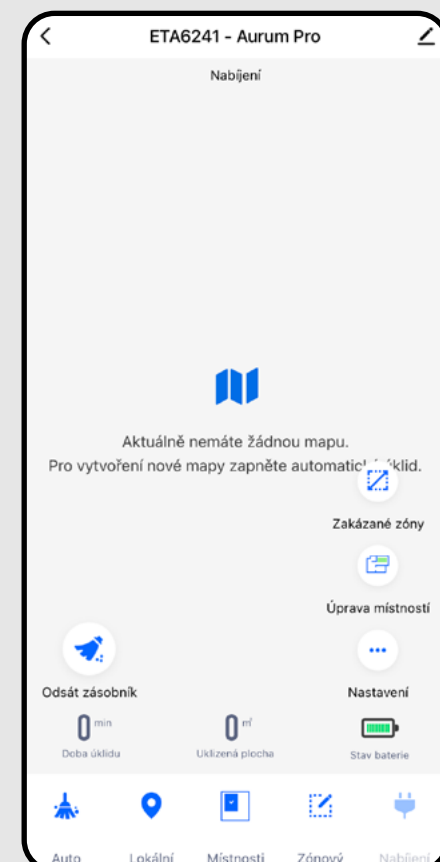 ETA6241 - Aurum Pro
Nabíjení
Aktuálně nemáte žádnou mapu.
Pro vytvoření nové mapy zapněte automatický úklid.
Zakázané zóny
Úprava místností
Odsát zásobník
Nastavení
0 min
0 ㎡
Doba úklidu
Uklizená plocha
Stav baterie
Auto
Lokální
Místnosti
Zónový
Nabíjení